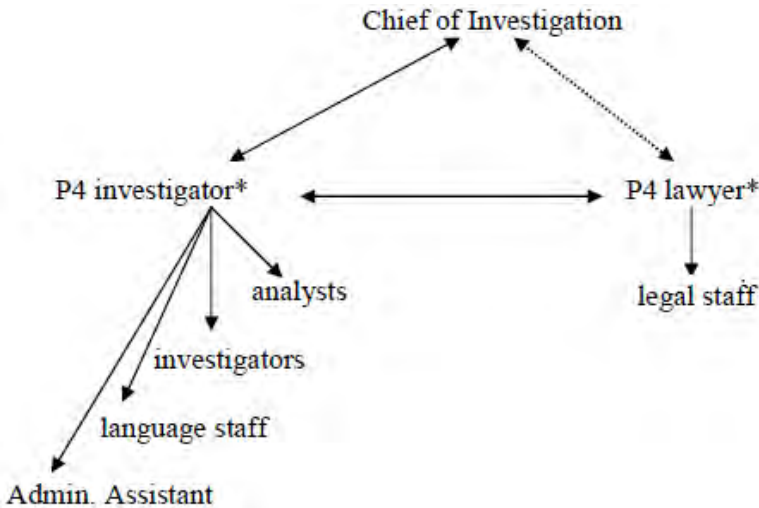 Chief of Investigation
P4 investigator*
P4 lawyer*
analysts
legal staff
investigators
language staff
Admin. Assistant